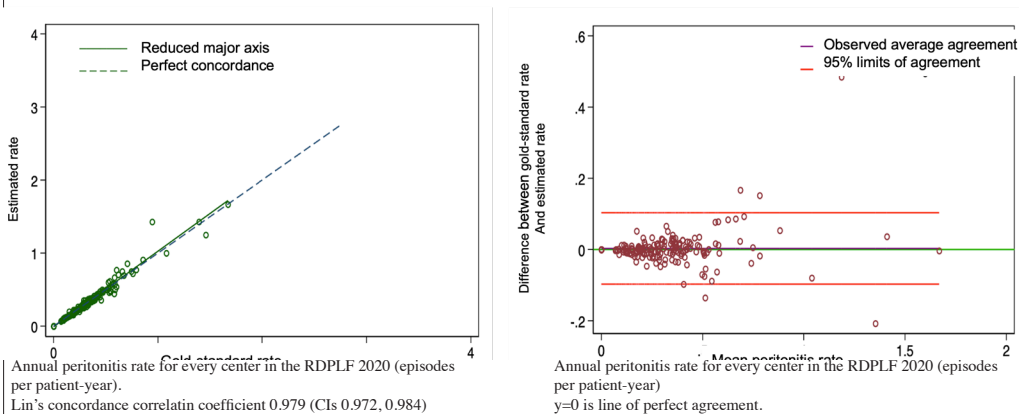 4
3
2
1
0
Estimated rate
Reduced major axis
Perfect concordance
0
4
Annual peritonitis rate for every center in the RDPLF 2020 (episodes
per patient-year).
Lin’s concordance correlatin coefficient 0.979 (CIs 0.972, 0.984)
.6
.4
.2
0
-.2
Difference between gold-standard rate
And estimated rate
Observed average agreement
95% limits of agreement
0
1.5
2
Mean peritonitis rate
Annual peritonitis rate for every center in the RDPLF 2020 (episodes
per patient-year)
y=0 is line of perfect agreement.